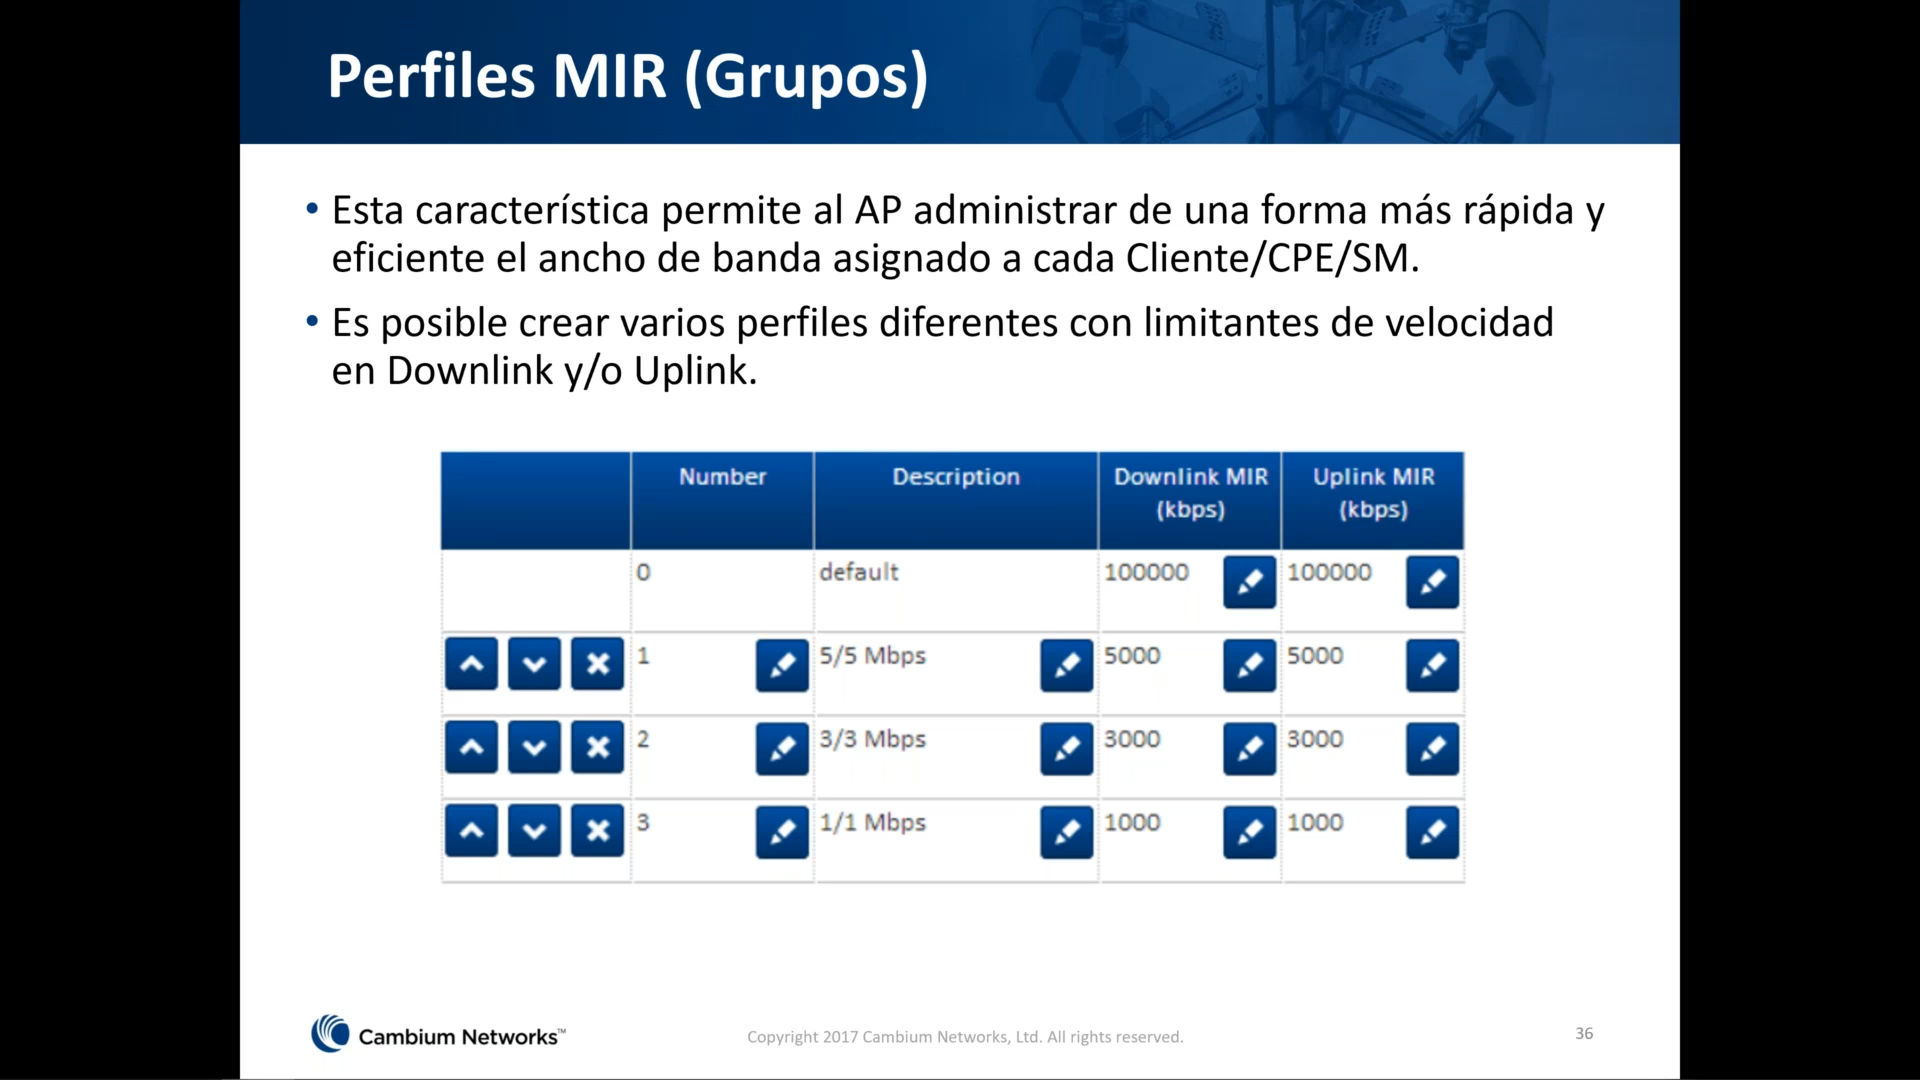 Perfiles MIR (Grupos)
• Esta característica permite al AP administrar de una forma más rápida y
eficiente el ancho de banda asignado a cada Cliente/CPE/SM.
• Es posible crear varios perfiles diferentes con limitantes de velocidad
en Downlink y/o Uplink.
Number Description Downlink MIR (kbps) Uplink MIR (kbps)
0 default 100000 100000
1 5/5 Mbps 5000 5000
2 3/3 Mbps 3000 3000
3 1/1 Mbps 1000 1000
Cambium Networks™
Copyright 2017 Cambium Networks, Ltd. All rights reserved.
36